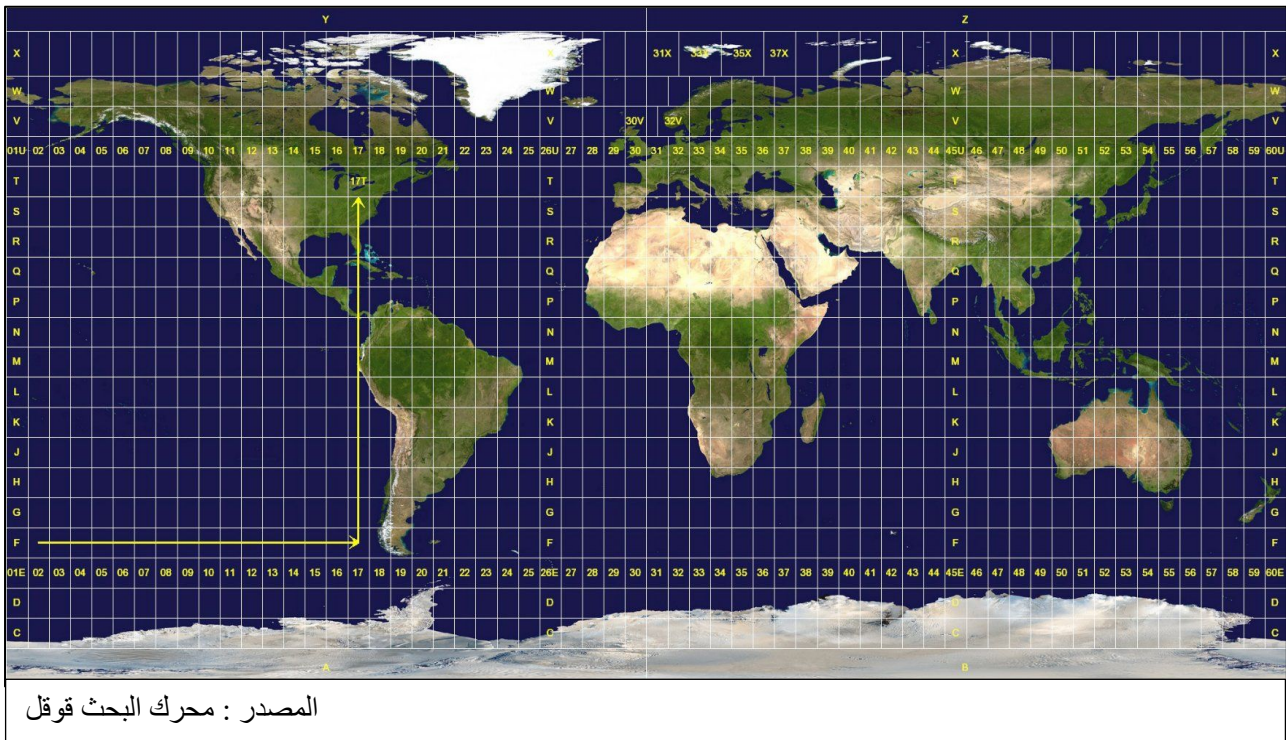 Y Z
X X 31X 33X 35X 37X X X
W W W W
V V 30V 32V V V
01U 02 03 04 05 06 07 08 09 10 11 12 13 14 15 16 17 18 19 20 21 22 23 24 25 26U 27 28 29 30 31 32 33 34 35 36 37 38 39 40 41 42 43 44 45U 46 47 48 49 50 51 52 53 54 55 56 57 58 59 60U
T 17T T T T
S S S S
R R R R
Q Q Q Q
P P P P
N N N N
M M M M
L L L L
K K K K
J J J J
H H H H
G G G G
F F F F
01E 02 03 04 05 06 07 08 09 10 11 12 13 14 15 16 17 18 19 20 21 22 23 24 25 26E 27 28 29 30 31 32 33 34 35 36 37 38 39 40 41 42 43 44 45E 46 47 48 49 50 51 52 53 54 55 56 57 58 59 60E
D D D D
C C C C
A B
المصدر : محرك البحث قوقل